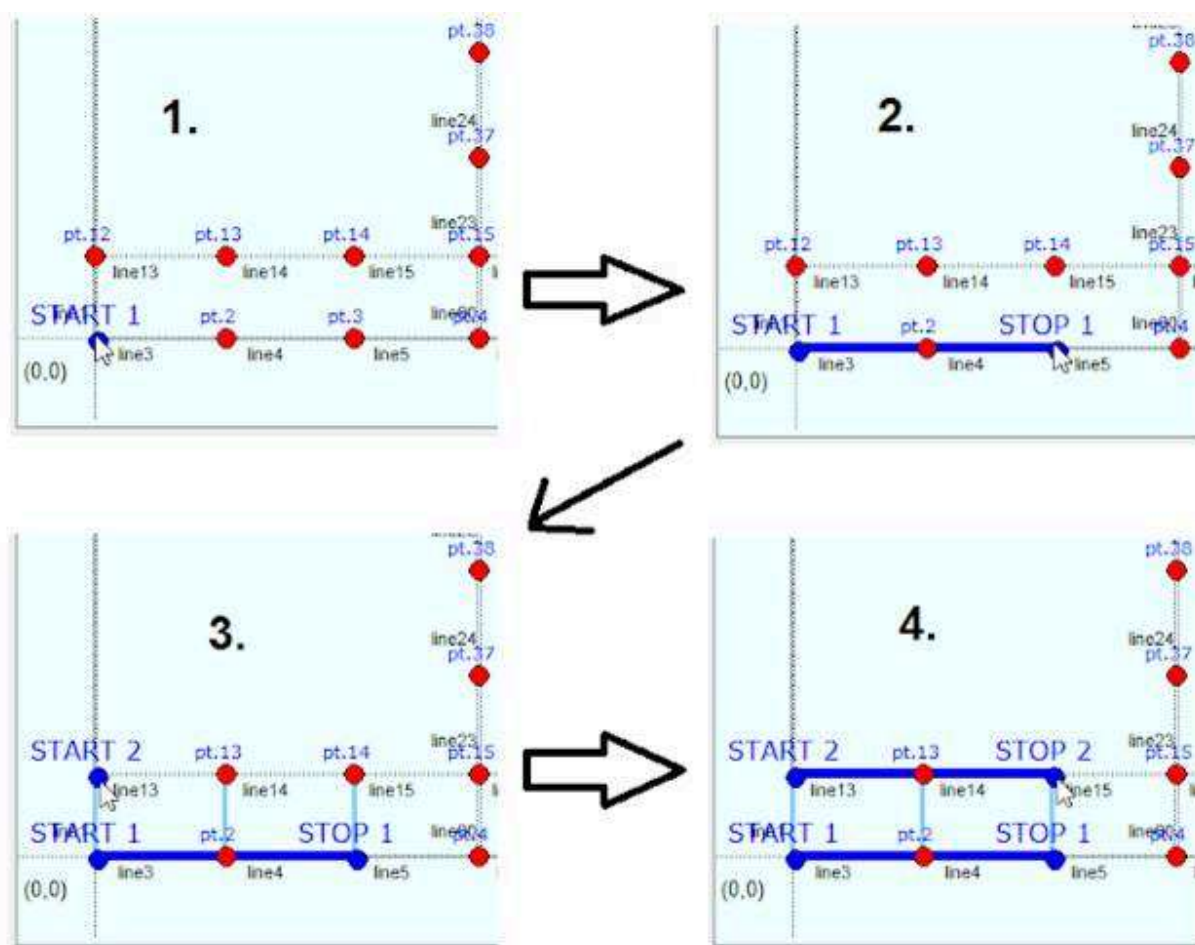 pt.38
1.
line24
pt.37
line23
pt.12 pt.13 pt.14 pt.15
line13 line14 line15
START 1 pt.2 pt.3
line3 line4 line5
(0,0)
pt.38
2.
line24
pt.37
line23
pt.12 pt.13 pt.14 pt.15
line13 line14 line15
START 1 pt.2 STOP 1
line3 line4 line5
(0,0)
pt.38
3.
line24
pt.37
START 2 pt.13 pt.14 line23 pt.15
line13 line14 line15
START 1 pt.2 STOP 1
line3 line4 line5
(0,0)
pt.38
4.
line24
pt.37
START 2 pt.13 STOP 2 line23 pt.15
line13 line14 line15
START 1 pt.2 STOP 1
line3 line4 line5
(0,0)